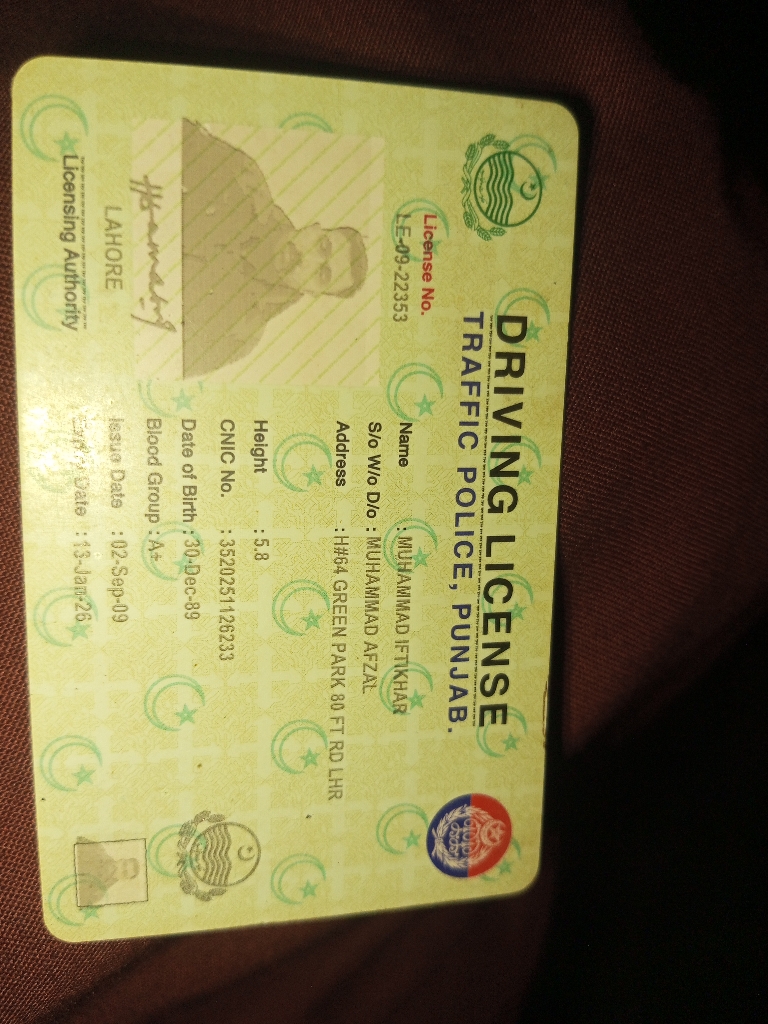 DRIVING LICENSE
TRAFFIC POLICE, PUNJAB.
License No.
LE-09-22353
Name : MUHAMMAD IFTIKHAR
S/o W/o D/o : MUHAMMAD AFZAL
Address : H#64 GREEN PARK 80 FT RD LHR
Height : 5.8
CNIC No. : 3520251126233
Date of Birth : 30-Dec-89
Blood Group : A+
Issue Date : 02-Sep-09
Date : 13-Jan-26
LAHORE
Licensing Authority